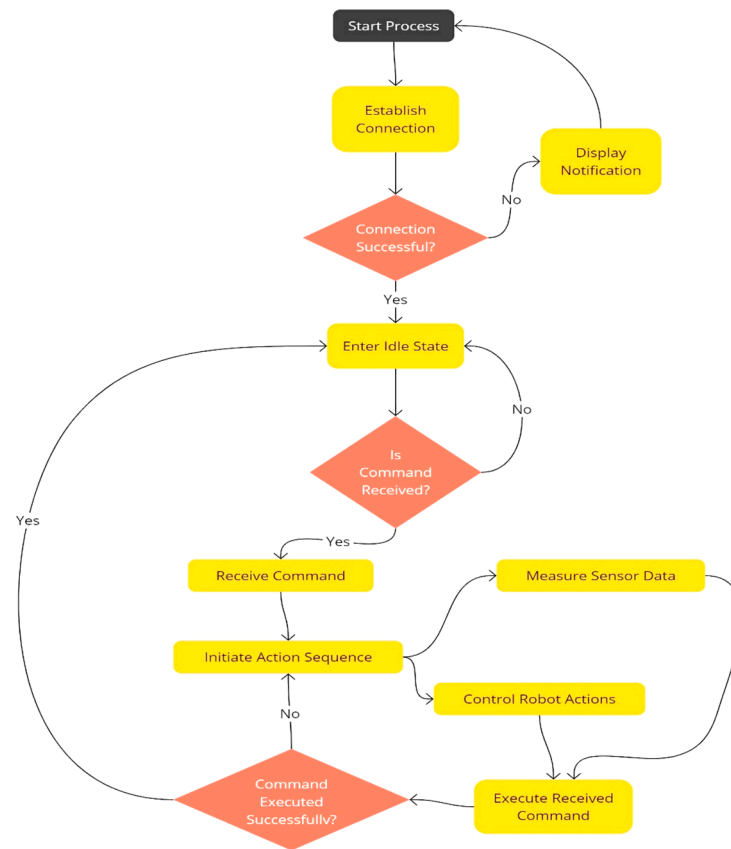 Start Process
Establish
Connection
Display
Notification
No
Connection
Successful?
Yes
Enter Idle State
No
Is
Command
Received?
Yes
Yes
Receive Command
Measure Sensor Data
Initiate Action Sequence
Control Robot Actions
No
Command
Executed
Successfully?
Execute Received
Command